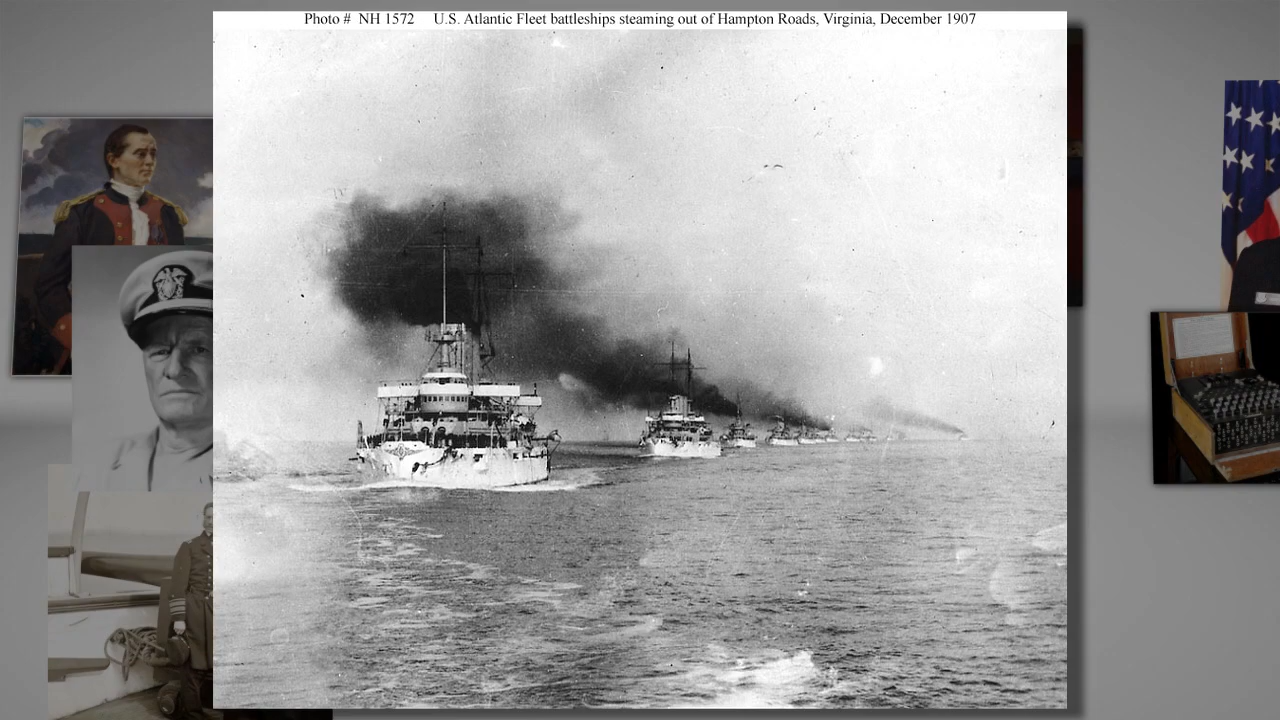 Photo # NH 1572 U.S. Atlantic Fleet battleships steaming out of Hampton Roads, Virginia, December 1907